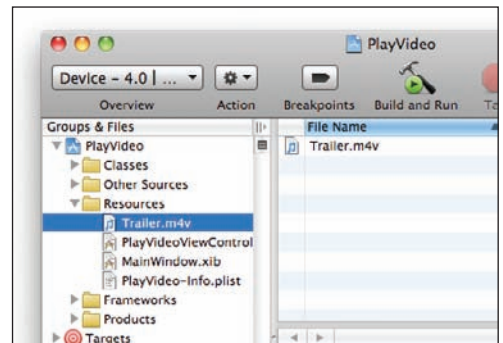 PlayVideo
Device – 4.0 | ...
Overview
Action
Breakpoints
Build and Run
Ta
Groups & Files
File Name
PlayVideo
Trailer.m4v
Classes
Other Sources
Resources
Trailer.m4v
PlayVideoViewControl
MainWindow.xib
PlayVideo-Info.plist
Frameworks
Products
Targets